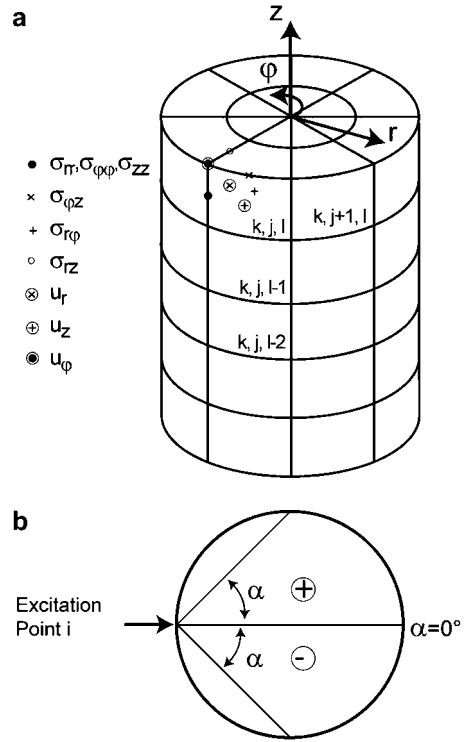 a
z
φ
r
σrr,σφφ,σzz
σφz
σrφ
σrz
ur
uz
uφ
k, j, l
k, j+1, l
k, j, l-1
k, j, l-2
b
Excitation
Point i
α
α
+
-
α=0°